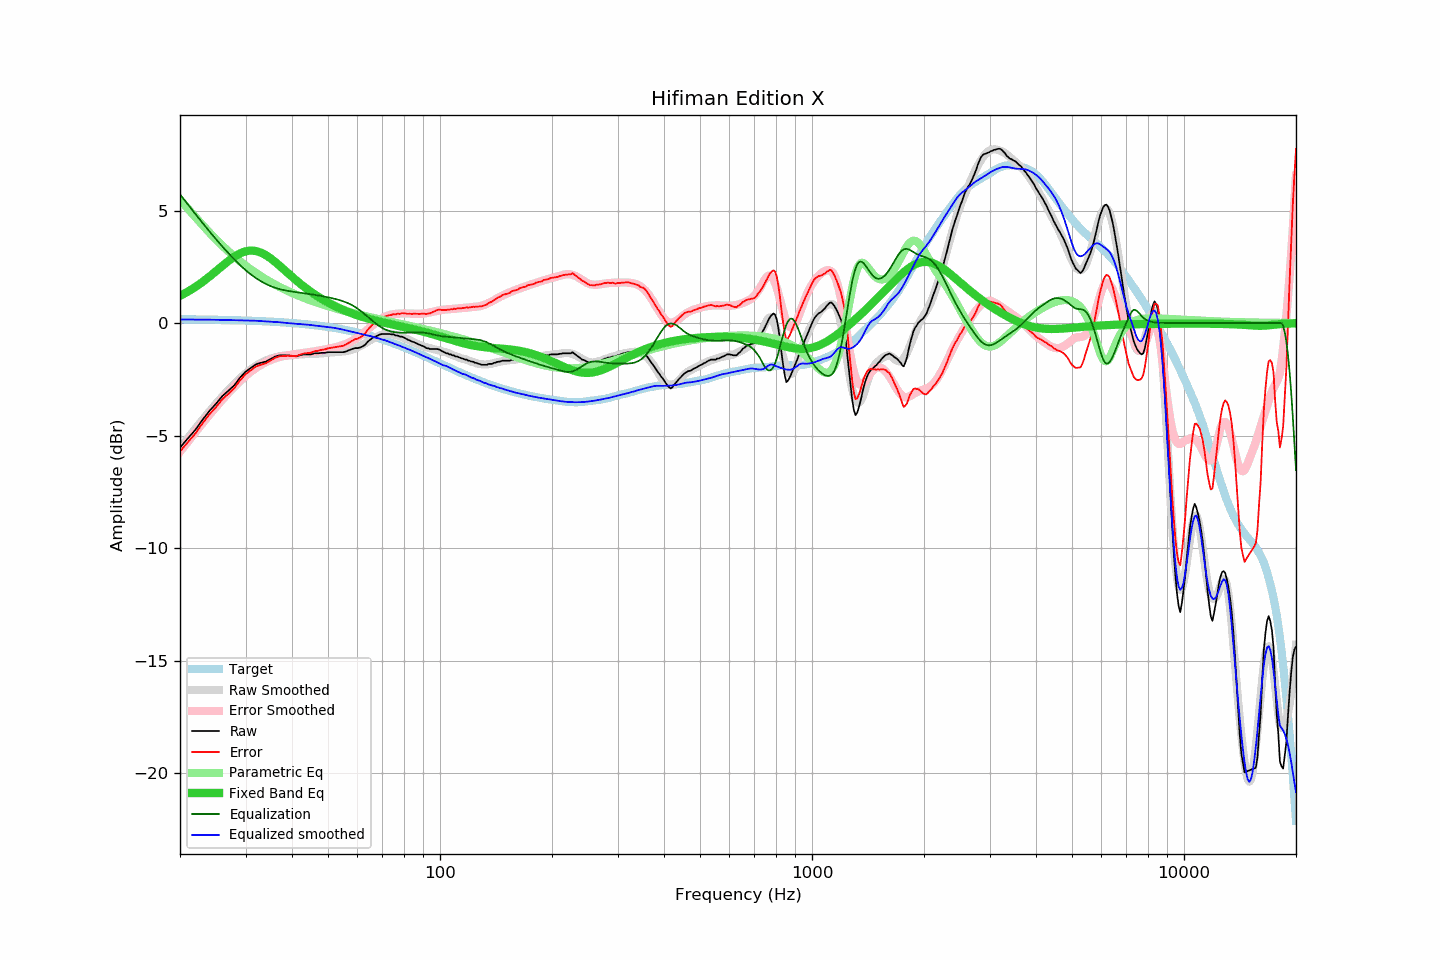 Hifiman Edition X
Amplitude (dBr)
5
0
−5
−10
−15
−20
Target
Raw Smoothed
Error Smoothed
Raw
Error
Parametric Eq
Fixed Band Eq
Equalization
Equalized smoothed
100
1000
10000
Frequency (Hz)